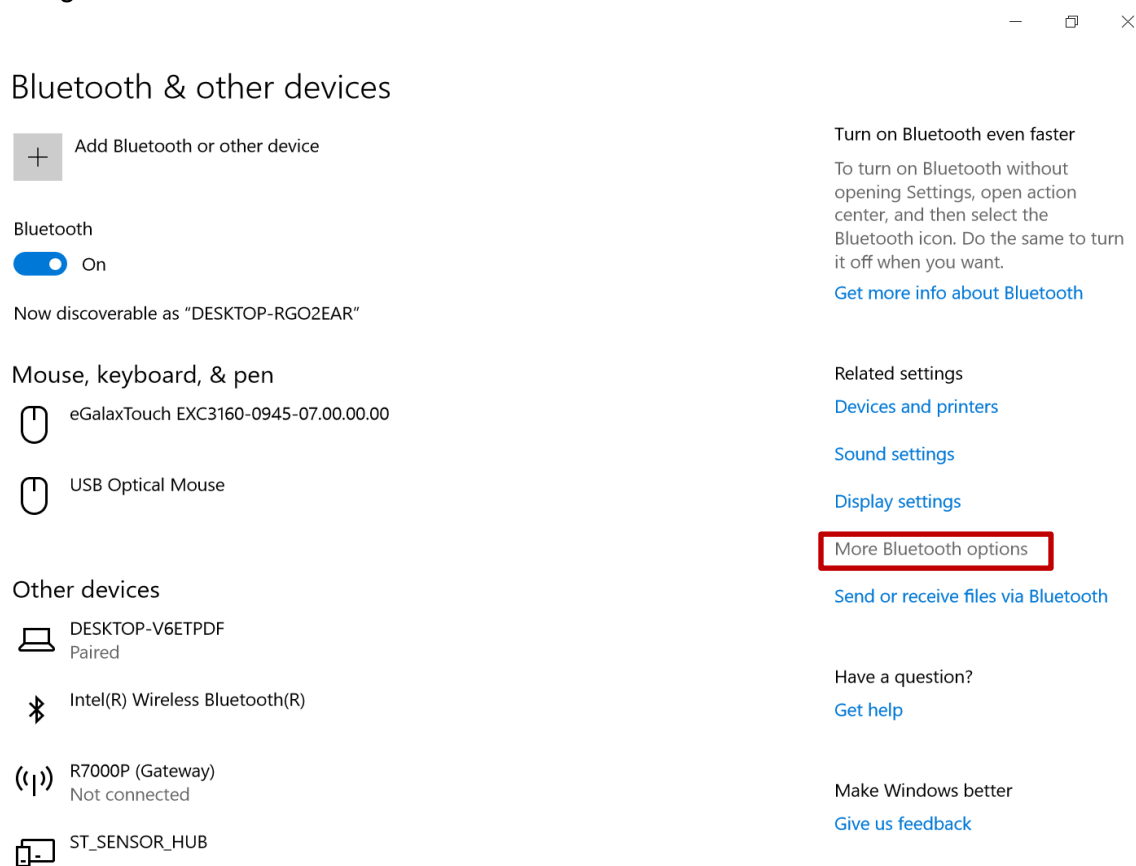 Bluetooth & other devices
Add Bluetooth or other device
Bluetooth
On
Now discoverable as “DESKTOP-RGO2EAR”
Mouse, keyboard, & pen
eGalaxTouch EXC3160-0945-07.00.00.00
USB Optical Mouse
Other devices
DESKTOP-V6ETPDF
Paired
Intel(R) Wireless Bluetooth(R)
R7000P (Gateway)
Not connected
ST_SENSOR_HUB
Turn on Bluetooth even faster
To turn on Bluetooth without
opening Settings, open action
center, and then select the
Bluetooth icon. Do the same to turn
it off when you want.
Get more info about Bluetooth
Related settings
Devices and printers
Sound settings
Display settings
More Bluetooth options
Send or receive files via Bluetooth
Have a question?
Get help
Make Windows better
Give us feedback